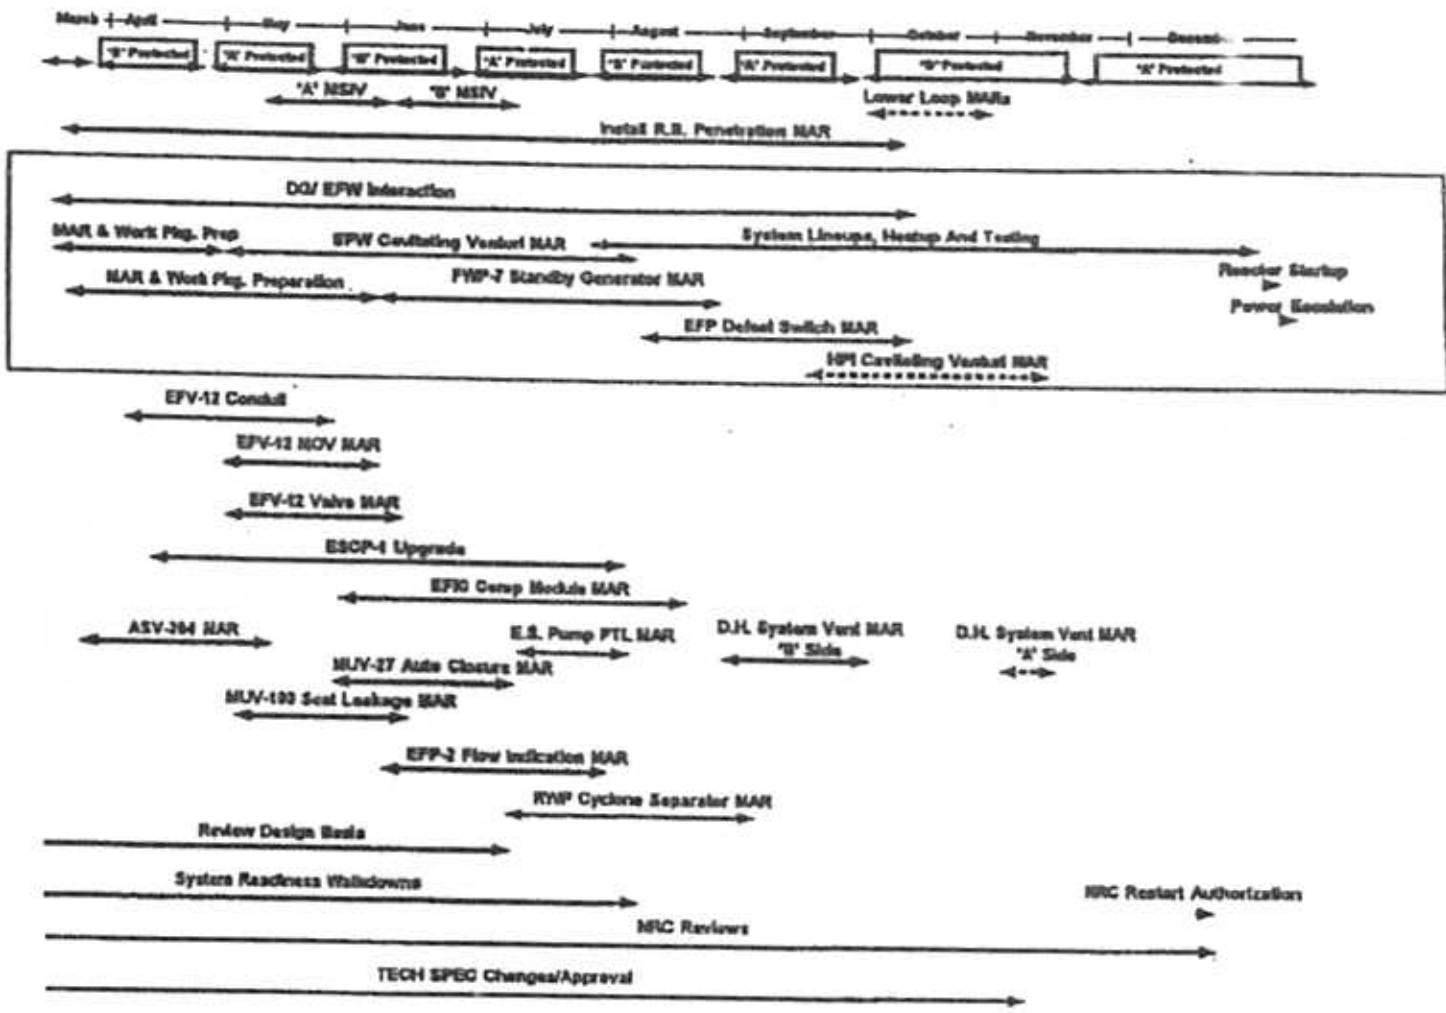 March April May June July August September October November
"B" Protected "A" Protected "B" Protected "A" Protected "B" Protected "A" Protected "B" Protected "A" Protected
"A" MSIV "B" MSIV
Lower Loop MARs
Install R.B. Penetration MAR
DG/ EFW Interaction
MAR & Work Pkg. Prep EFW Cavitating Venturi MAR System Lineups, Heatup And Testing
Reactor Startup
MAR & Work Pkg. Preparation FWP-7 Standby Generator MAR
Power Escalation
EFP Defeat Switch MAR
HPI Cavitating Venturi MAR
EFV-12 Conduit
EFV-12 MOV MAR
EFV-12 Valve MAR
Upgrade
EFIC Comp Module MAR
ASV-204 MAR E.S. Pump PTL MAR D.H. System Vent MAR D.H. System Vent MAR
"B" Side "A" Side
MUV-27 Auto Closure MAR
Seat Leakage MAR
EFP-2 Flow Indication MAR
RWP Cyclone Separator MAR
Review Design Basis
System Readiness Walkdowns
NRC Restart Authorization
NRC Reviews
TECH SPEC Changes/Approval